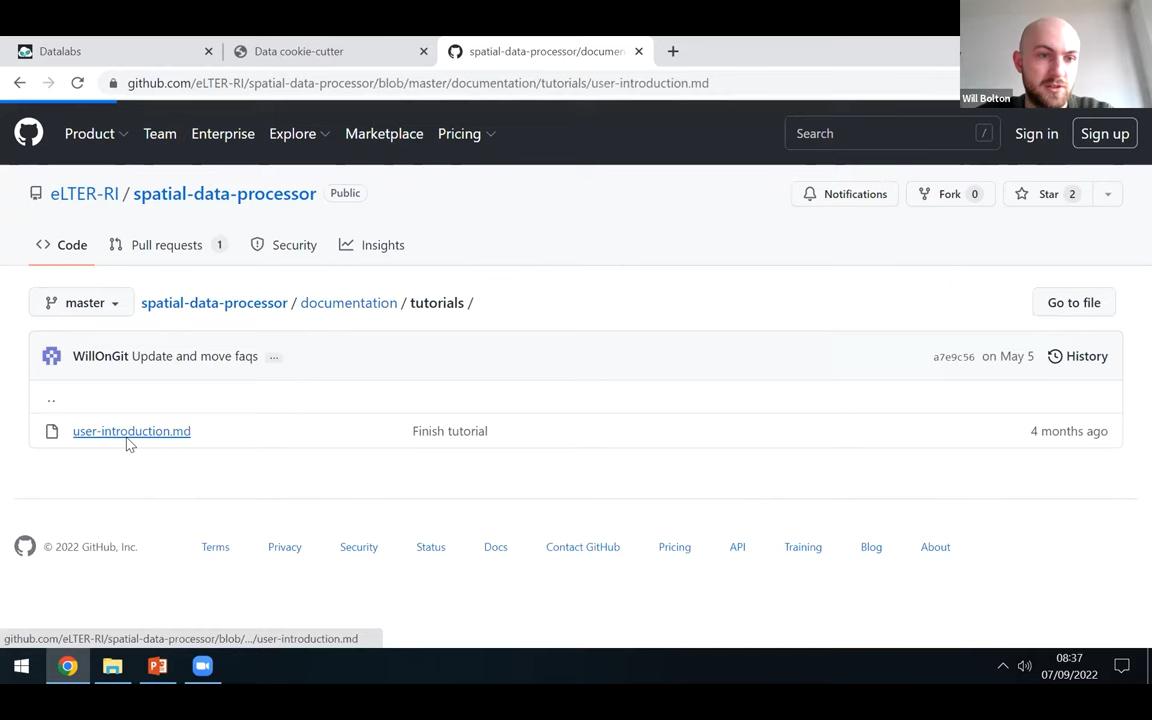 Datalabs
Data cookie-cutter
spatial-data-processor/documen
github.com/eLTER-RI/spatial-data-processor/blob/master/documentation/tutorials/user-introduction.md
Will Bolton
Product
Team
Enterprise
Explore
Marketplace
Pricing
Search
/
Sign in
Sign up
eLTER-RI / spatial-data-processor
Public
Notifications
Fork 0
Star 2
Code
Pull requests 1
Security
Insights
master
spatial-data-processor / documentation / tutorials /
Go to file
WillOnGit Update and move faqs ...
a7e9c56 on May 5
History
..
user-introduction.md
Finish tutorial
4 months ago
© 2022 GitHub, Inc.
Terms
Privacy
Security
Status
Docs
Contact GitHub
Pricing
API
Training
Blog
About
github.com/eLTER-RI/spatial-data-processor/blob/.../user-introduction.md
08:37
07/09/2022